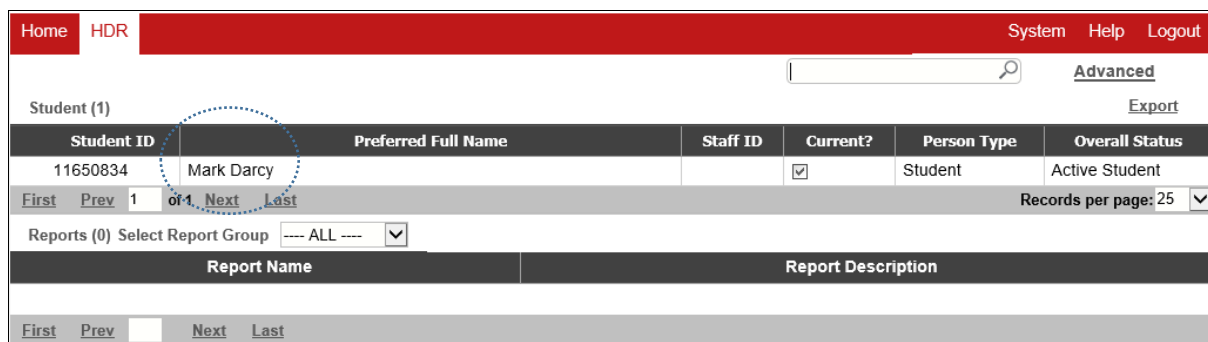 Home HDR System Help Logout
Advanced
Student (1) Export
Student ID Preferred Full Name Staff ID Current? Person Type Overall Status
11650834 Mark Darcy Student Active Student
First Prev 1 of 1 Next Last Records per page: 25
Reports (0) Select Report Group ---- ALL ----
Report Name Report Description
First Prev Next Last